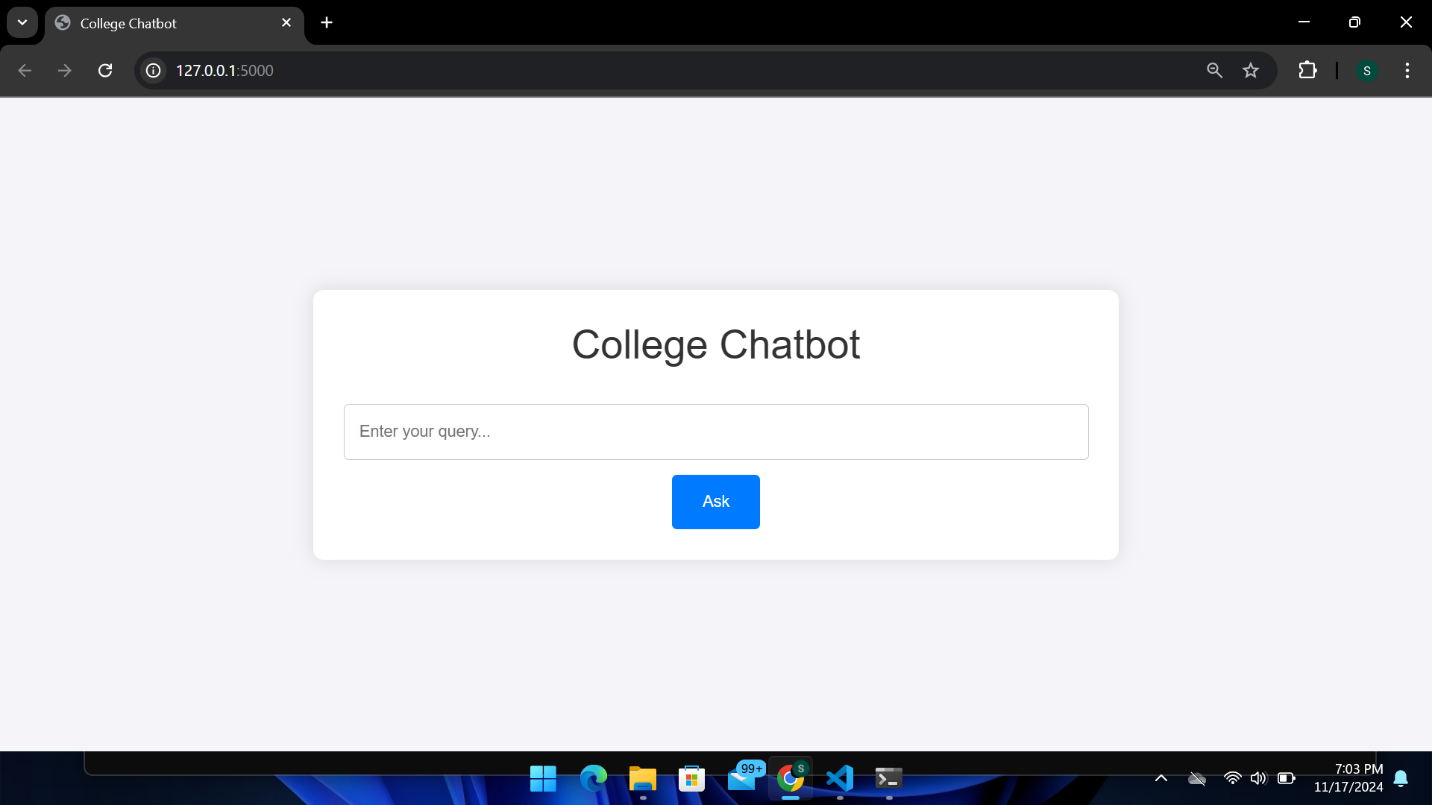 College Chatbot
127.0.0.1:5000
S
College Chatbot
Enter your query...
Ask
99+
S
7:03 PM
11/17/2024